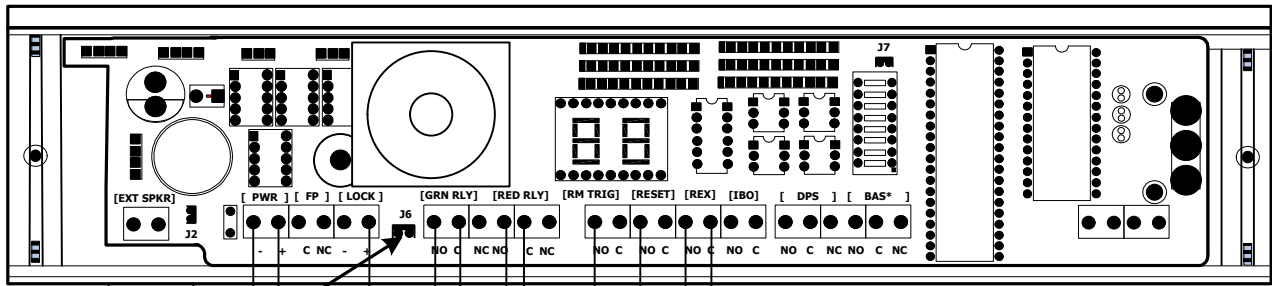 J7
[EXT SPKR] [ PWR ] [ FP ] [ LOCK ] [GRN RLY] [RED RLY] [RM TRIG] [RESET] [REX] [IBO] [ DPS ] [ BAS* ]
J6
J2
- + C NC - + NO C NC NO C NC NO C NO C NO C NO C NO C NC NO C NC